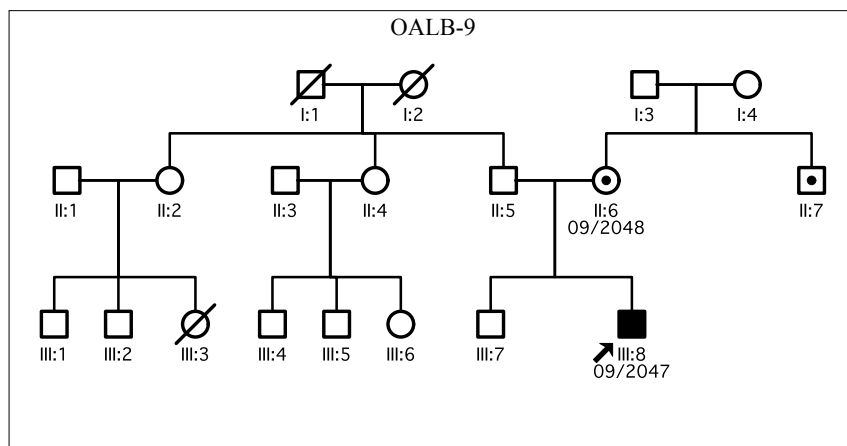 OALB-9
I:1 I:2 I:3 I:4
II:1 II:2 II:3 II:4 II:5 II:6 II:7
09/2048
III:1 III:2 III:3 III:4 III:5 III:6 III:7 III:8
09/2047